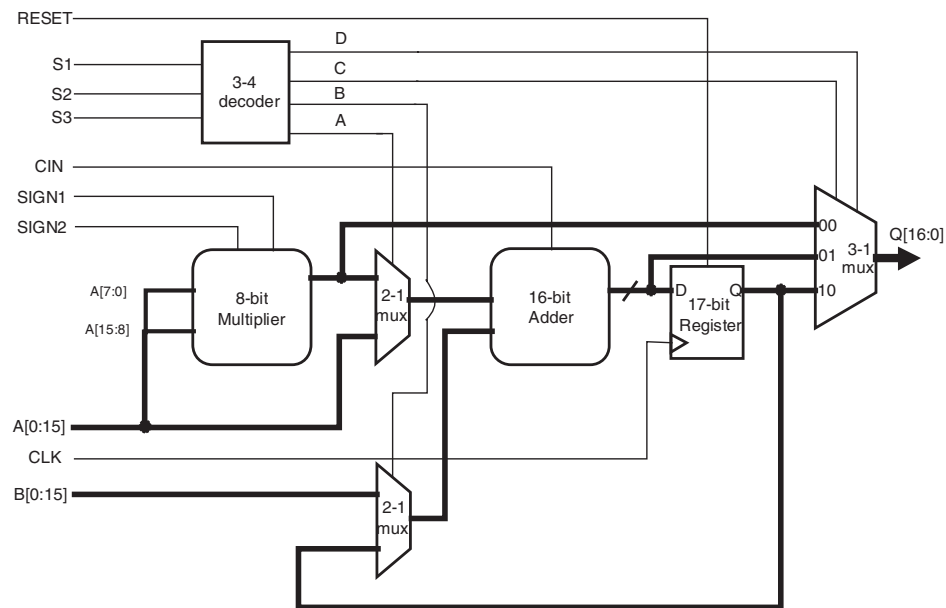 RESET
D
S1
3-4
decoder
C
S2
B
S3
A
CIN
SIGN1
SIGN2
00
Q[16:0]
3-1
mux
01
A[7:0]
8-bit
Multiplier
2-1
mux
16-bit
Adder
D
Q
17-bit
Register
10
A[15:8]
A[0:15]
CLK
B[0:15]
2-1
mux